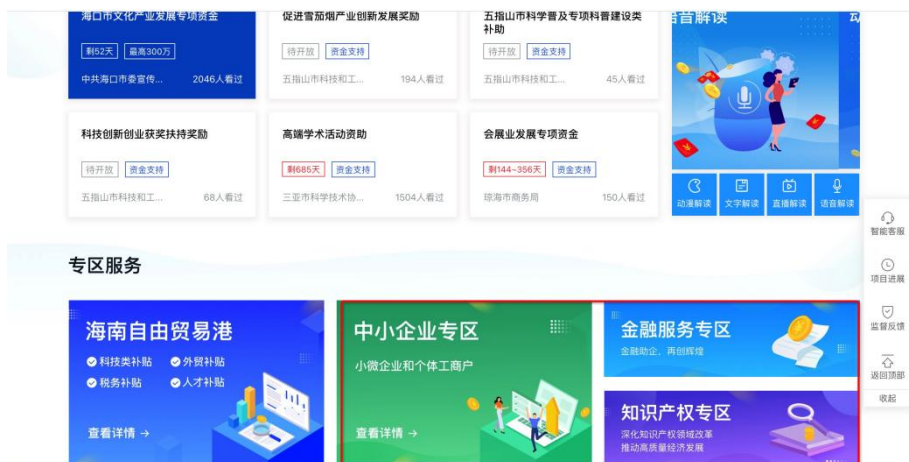 海口市文化产业发展专项资金
剩52天 最高300万
中共海口市委宣传... 2046人看过
促进雪茄烟产业创新发展奖励
待开放 资金支持
五指山市科技和工... 194人看过
五指山市科学普及专项科普建设类
补助
待开放 资金支持
五指山市科技和工... 45人看过
语音解读
科技创新创业获奖扶持奖励
待开放 资金支持
五指山市科技和工... 68人看过
高端学术活动资助
剩685天 资金支持
三亚市科学技术协... 1504人看过
会展业发展专项资金
剩144~356天 资金支持
琼海市商务局 150人看过
动漫解读 文字解读 直播解读 语音解读
智能客服
项目进展
监督反馈
返回顶部
收起
专区服务
海南自由贸易港
科技类补贴 外贸补贴
税务补贴 人才补贴
查看详情 →
中小企业专区
小微企业和个体工商户
查看详情 →
金融服务专区
金融助企，再创辉煌
知识产权专区
深化知识产权领域改革
推动高质量经济发展